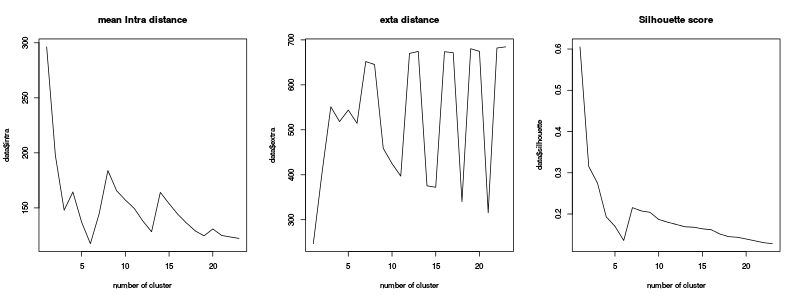 mean Intra distance
data$intra
300
250
200
150
5
10
15
20
number of cluster
exta distance
data$extra
700
600
500
400
300
5
10
15
20
number of cluster
Silhouette score
data$silhouette
0.6
0.5
0.4
0.3
0.2
5
10
15
20
number of cluster